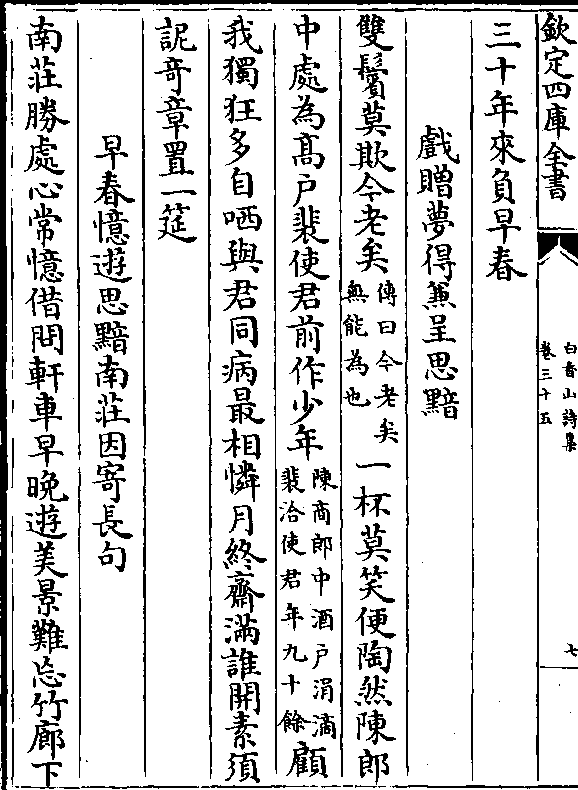 欽定四庫全書
白香山詩集
卷三十五
七
三十年來負早春
戲贈夢得兼呈思黯
雙鬢莫欺今老矣傳曰今老矣無能為也一杯莫笑便陶然陳郎
中處為高户裴使君前作少年陳商郎中酒户涓滴裴洽使君年九十餘顧
我獨狂多自哂與君同病最相憐月終齋滿誰開素須
詑竒章置一筵
早春憶遊思黯南莊因寄長句
南莊勝處心常憶借問軒車早晚遊美景難忘竹廊下